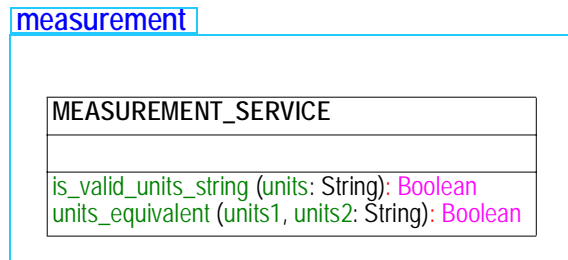 measurement
MEASUREMENT_SERVICE
is_valid_units_string (units: String): Boolean
units_equivalent (units1, units2: String): Boolean